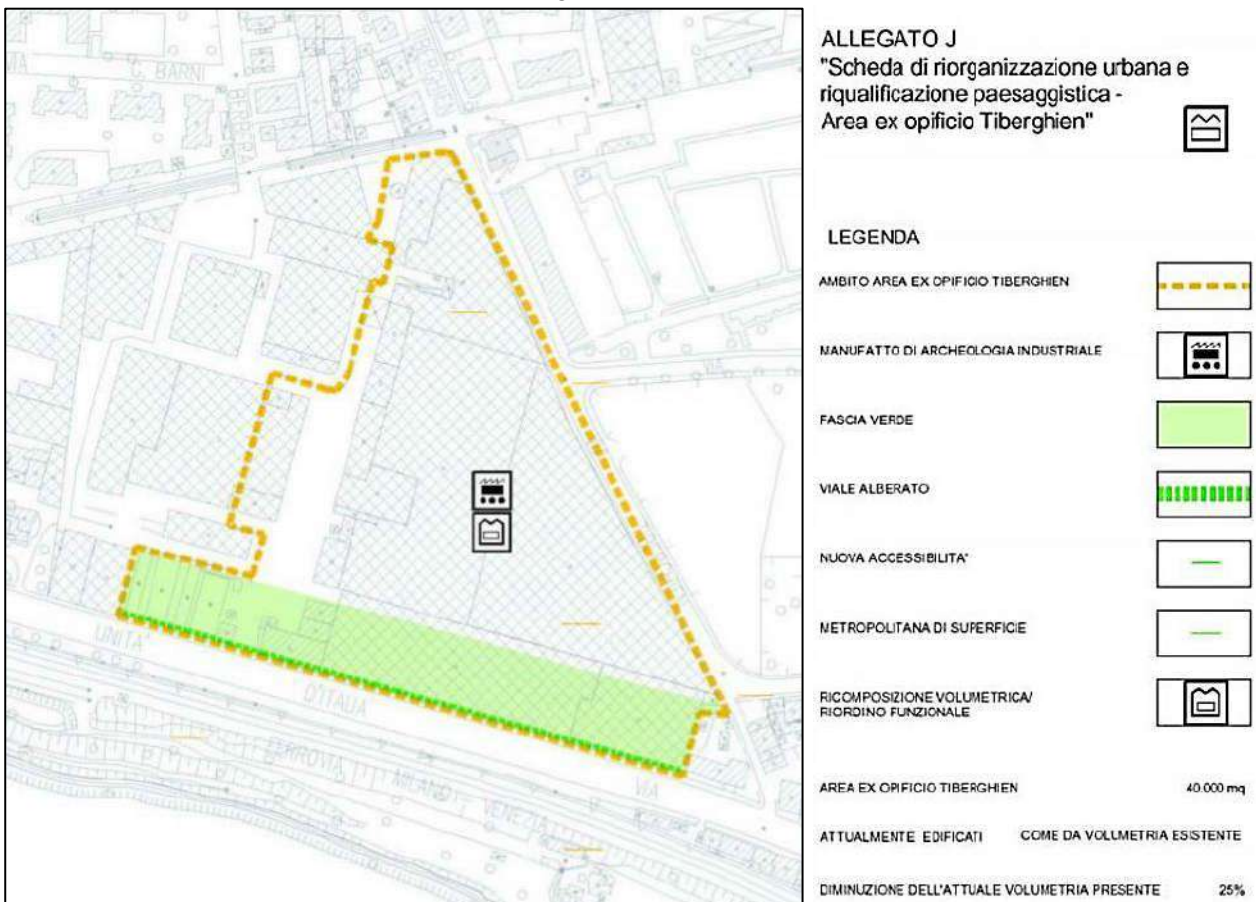 C. BARNI
UNITA'
D'ITALIA
VIA
FERROVIA MILANO VENEZIA
ALLEGATO J
"Scheda di riorganizzazione urbana e
riqualificazione paesaggistica -
Area ex opificio Tiberghien"
LEGENDA
AMBITO AREA EX OPIFICIO TIBERGHIEN
MANUFATTO DI ARCHEOLOGIA INDUSTRIALE
FASCIA VERDE
VIALE ALBERATO
NUOVA ACCESSIBILITA'
METROPOLITANA DI SUPERFICIE
RICOMPOSIZIONE VOLUMETRICA/
RIORDINO FUNZIONALE
AREA EX OPIFICIO TIBERGHIEN 40.000 mq
ATTUALMENTE EDIFICATI COME DA VOLUMETRIA ESISTENTE
DIMINUZIONE DELL'ATTUALE VOLUMETRIA PRESENTE 25%